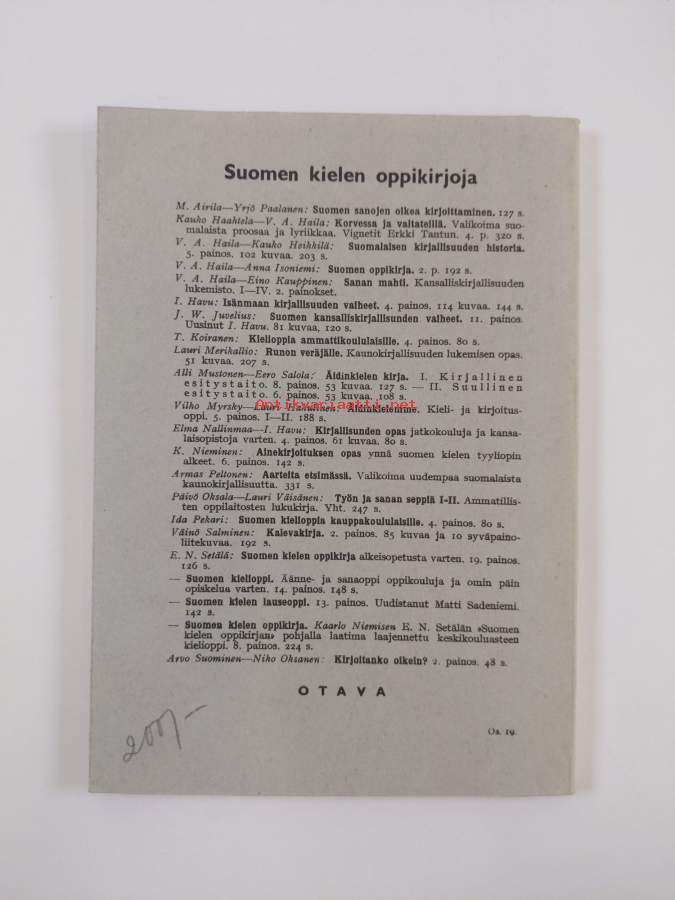 Suomen kielen oppikirjoja
M. Airila—Yrjö Paalanen: Suomen sanojen oikea kirjoittaminen. 127 s.
Kauko Haahtela—V. A. Haila: Korvessa ja valtateillä. Valikoima suo-
malaista proosaa ja lyriikkaa. Vignetit Erkki Tantun. 4. p. 320 s.
V. A. Haila—Kauko Heikkilä: Suomalaisen kirjallisuuden historia.
5. painos. 102 kuvaa. 203 s.
V. A. Haila—Anna Isoniemi: Suomen oppikirja. 2. p. 192 s.
V. A. Haila—Eino Kauppinen: Sanan mahti. Kansalliskirjallisuuden
lukemisto. I—IV. 2. painokset.
I. Havu: Isänmaan kirjallisuuden vaiheet. 4. painos. 114 kuvaa. 144 s.
J. W. Juvelius: Suomen kansalliskirjallisuuden vaiheet. 11. painos.
Uusinut I. Havu. 81 kuvaa, 120 s.
T. Koiranen: Kielioppia ammattikoululaisille. 4. painos. 80 s.
Lauri Merikallio: Runon veräjälle. Kaunokirjallisuuden lukemisen opas.
51 kuvaa. 207 s.
Alli Mustonen—Eero Salola: Äidinkielen kirja. I. Kirjallinen
esitystaito. 8. painos. 53 kuvaa. 127 s. — II. Suullinen
esitystaito. 6. painos. 53 kuvaa. 108 s.
Vilho Myrsky—Lauri Hakulinen: Äidinkielemme. Kieli- ja kirjoitus-
oppi. 5. painos. I—II. 188 s.
Elma Nallinmaa—I. Havu: Kirjallisuuden opas jatkokouluja ja kansa-
laisopistoja varten. 4. painos. 61 kuvaa. 80 s.
K. Nieminen: Ainekirjoituksen opas ynnä suomen kielen tyyliopin
alkeet. 6. painos. 142 s.
Armas Peltonen: Aarteita etsimässä. Valikoima uudempaa suomalaista
kaunokirjallisuutta. 331 s.
Päivö Oksala—Lauri Väisänen: Työn ja sanan seppiä I-II. Ammatillis-
ten oppilaitosten lukukirja. Yht. 247 s.
Ida Pekari: Suomen kielioppia kauppakoululaisille. 4. painos. 80 s.
Väinö Salminen: Kalevakirja. 2. painos. 85 kuvaa ja 10 syväpaino-
liitekuvaa. 192 s.
E. N. Setälä: Suomen kielen oppikirja alkeisopetusta varten. 19. painos.
126 s.
— Suomen kielioppi. Äänne- ja sanaoppi oppikouluja ja omin päin
opiskelua varten. 14. painos. 148 s.
— Suomen kielen lauseoppi. 13. painos. Uudistanut Matti Sadeniemi.
142 s.
— Suomen kielen oppikirja. Kaarlo Niemisen E. N. Setälän »Suomen
kielen oppikirjan» pohjalla laatima laajennettu keskikouluasteen
kielioppi. 8. painos. 224 s.
Arvo Suominen—Niko Oksanen: Kirjoitanko oikein? 2. painos. 48 s.
OTAVA
Os. 19.
antikvariaatti.net